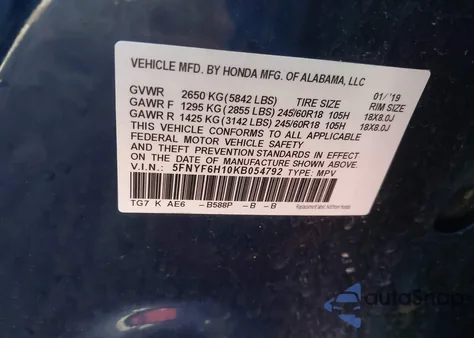 VEHICLE MFD. BY HONDA MFG. OF ALABAMA, LLC
GVWR 2650 KG(5842 LBS) TIRE SIZE 01/'19 RIM SIZE
GAWR F 1295 KG(2855 LBS) 245/60R18 105H 18X8.0J
GAWR R 1425 KG(3142 LBS) 245/60R18 105H 18X8.0J
THIS VEHICLE CONFORMS TO ALL APPLICABLE
FEDERAL MOTOR VEHICLE SAFETY
AND THEFT PREVENTION STANDARDS IN EFFECT
ON THE DATE OF MANUFACTURE SHOWN ABOVE.
V.I.N.: 5FNYF6H10KB054792 TYPE: MPV
TG7 K AE6 -B588P -B -B
autoSnap